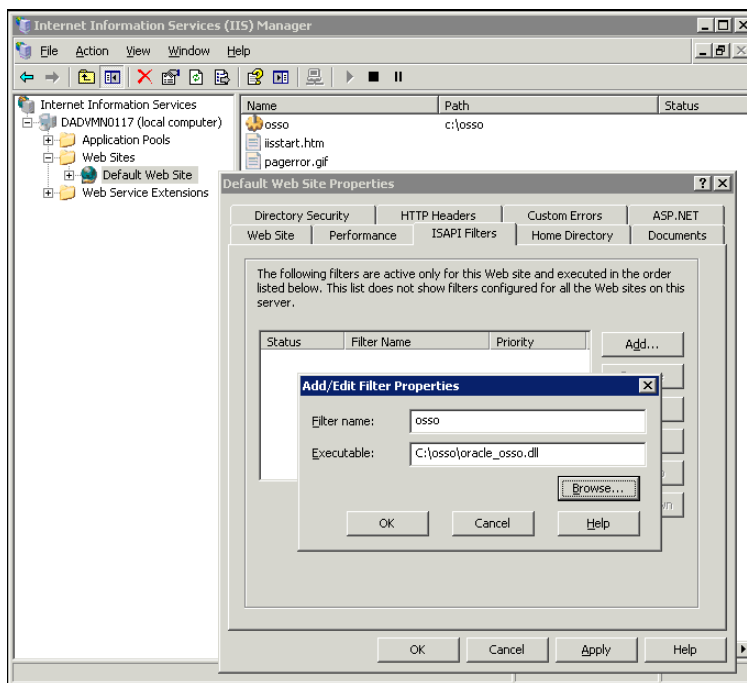 Internet Information Services (IIS) Manager
File Action View Window Help
Internet Information Services
DADVMN0117 (local computer)
Application Pools
Web Sites
Default Web Site
Web Service Extensions
Name Path Status
osso c:\osso
iisstart.htm
pagerror.gif
Default Web Site Properties
Directory Security HTTP Headers Custom Errors ASP.NET
Web Site Performance ISAPI Filters Home Directory Documents
The following filters are active only for this Web site and executed in the order
listed below. This list does not show filters configured for all the Web sites on this
server.
Status Filter Name Priority
Add...
Add/Edit Filter Properties
Filter name: osso
Executable: C:\osso\oracle_osso.dll
Browse...
OK Cancel Help
OK Cancel Apply Help